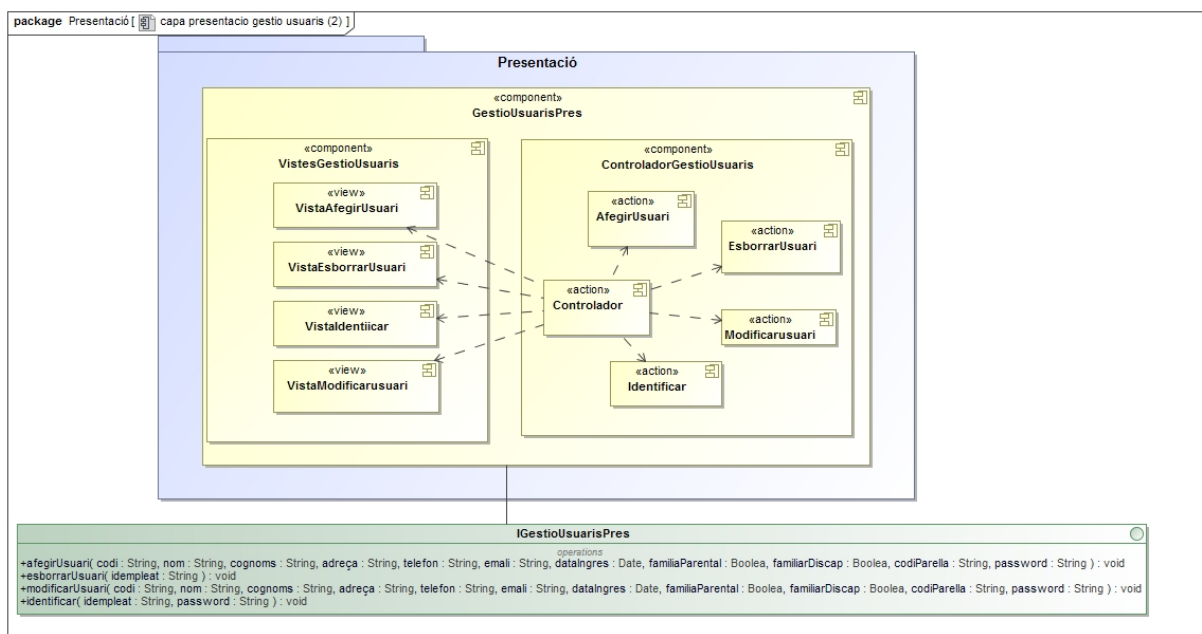 package Presentació [ capa presentacio gestio usuaris (2) ]
Presentació
«component»
GestioUsuarisPres
«component»
VistesGestioUsuaris
«view»
VistaAfegirUsuari
«view»
VistaEsborrarUsuari
«view»
VistaIdentiicar
«view»
VistaModificarusuari
«component»
ControladorGestioUsuaris
«action»
AfegirUsuari
«action»
EsborrarUsuari
«action»
Controlador
«action»
Modificarusuari
«action»
Identificar
IGestioUsuarisPres
operations
+afegirUsuari( codi : String, nom : String, cognoms : String, adreça : String, telefon : String, emali : String, dataIngres : Date, familiaParental : Boolea, familiarDiscap : Boolea, codiParella : String, password : String ) : void
+esborrarUsuari( idempleat : String ) : void
+modificarUsuari( codi : String, nom : String, cognoms : String, adreça : String, telefon : String, emali : String, dataIngres : Date, familiaParental : Boolea, familiarDiscap : Boolea, codiParella : String, password : String ) : void
+identificar( idempleat : String, password : String ) : void